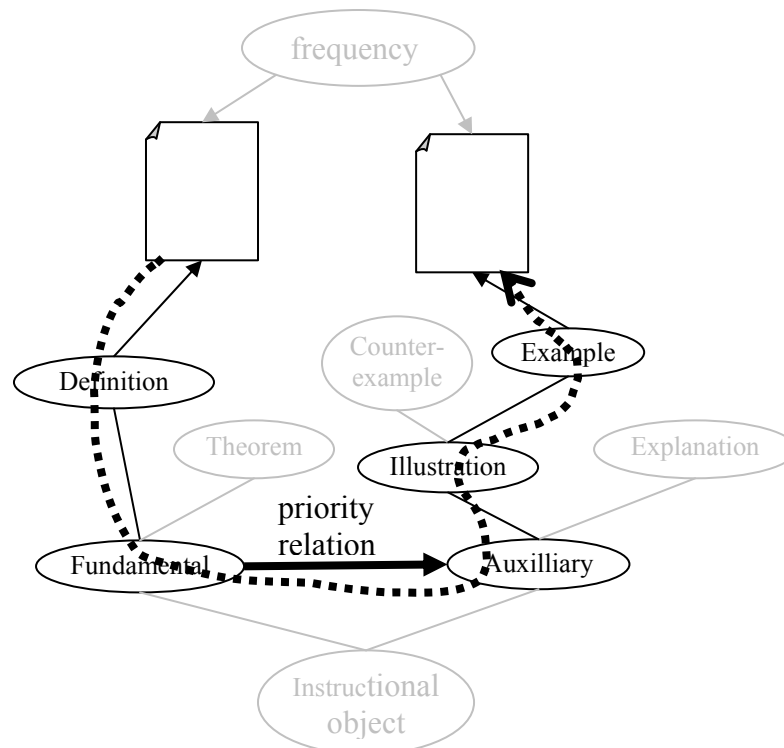 frequency
Counter-
example
Example
Definition
Theorem
Illustration
Explanation
priority
relation
Fundamental
Auxilliary
Instructional
object